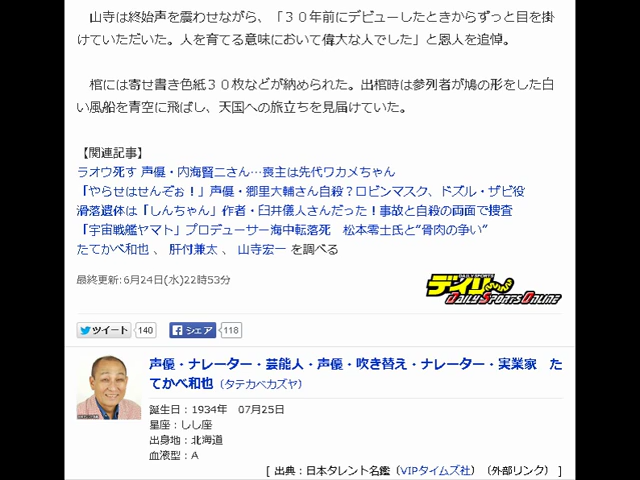 山寺は終始声を震わせながら、「３０年前にデビューしたときからずっと目を掛
けていただいた。人を育てる意味において偉大な人でした」と恩人を追悼。
棺には寄せ書き色紙３０枚などが納められた。出棺時は参列者が鳩の形をした白
い風船を青空に飛ばし、天国への旅立ちを見届けていた。
【関連記事】
ラオウ死す 声優・内海賢二さん…喪主は先代ワカメちゃん
「やらせはせんぞぉ！」声優・郷里大輔さん自殺？ロビンマスク、ドズル・ザビ役
滑落遺体は「しんちゃん」作者・臼井儀人さんだった！事故と自殺の両面で捜査
「宇宙戦艦ヤマト」プロデューサー海中転落死　松本零士氏と“骨肉の争い”
たてかべ和也 、 肝付兼太 、 山寺宏一 を調べる
最終更新:6月24日(水)22時53分
デイリー
DAILY SPORTS ONLINE
ツイート 140 シェア 118
声優・ナレーター・芸能人・声優・吹き替え・ナレーター・実業家　た
てかべ和也（タテカベカズヤ）
誕生日：1934年　07月25日
星座：しし座
出身地：北海道
血液型：A
[ 出典：日本タレント名鑑（VIPタイムズ社）（外部リンク） ]